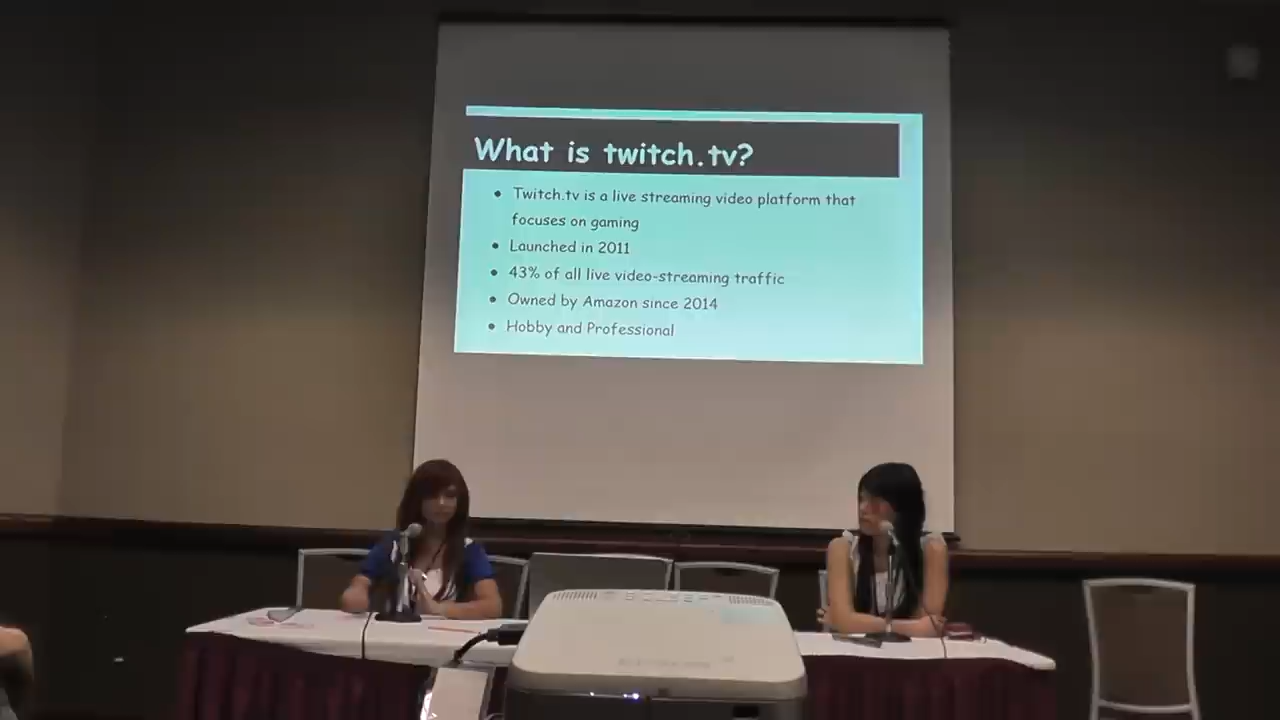 What is twitch.tv?
• Twitch.tv is a live streaming video platform that
focuses on gaming
• Launched in 2011
• 43% of all live video-streaming traffic
• Owned by Amazon since 2014
• Hobby and Professional